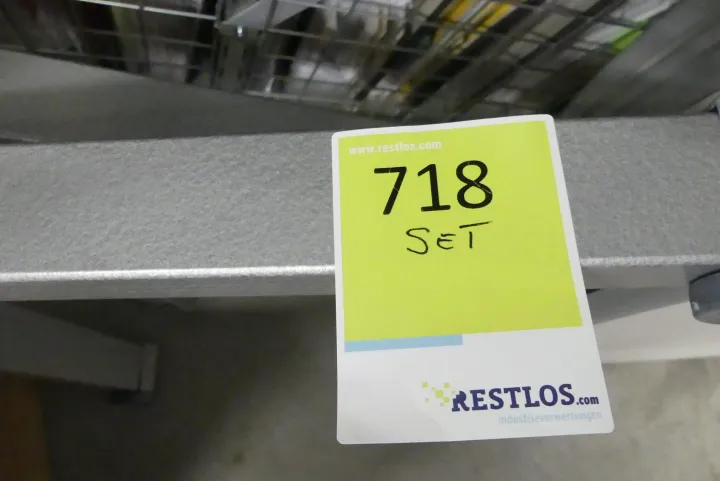 www.restlos.com
718
SET
RESTLOS.com
industrieverwertungen